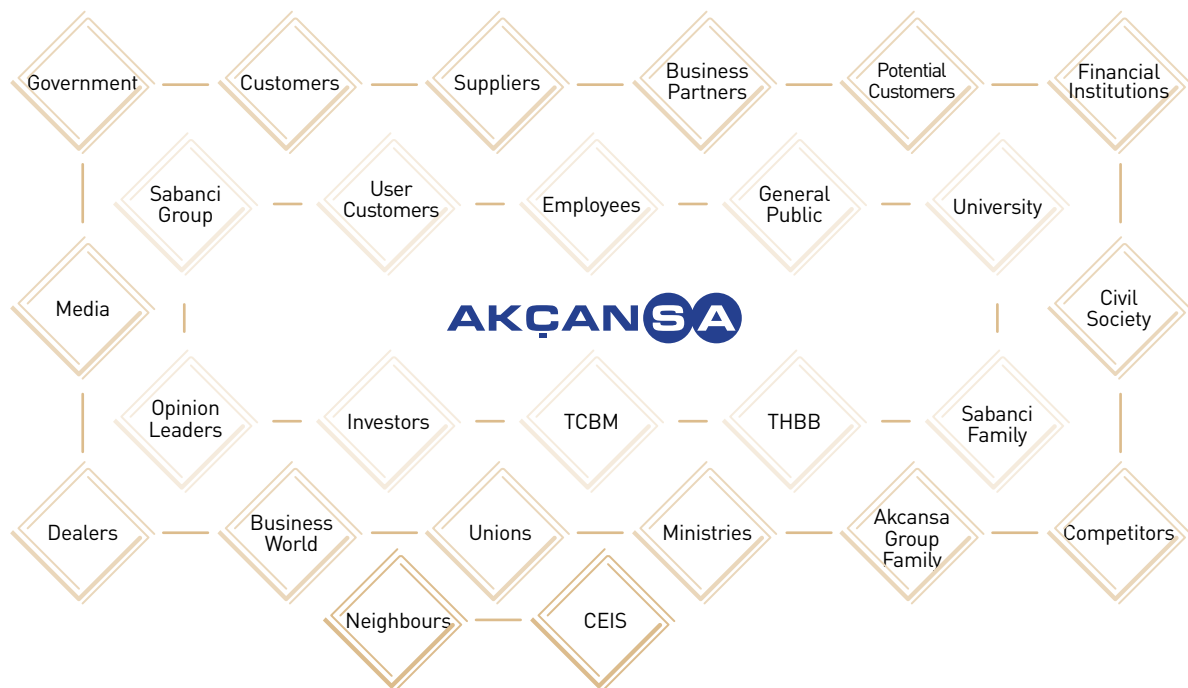 Government
Customers
Suppliers
Business
Partners
Potential
Customers
Financial
Institutions
Sabanci
Group
User
Customers
Employees
General
Public
University
Media
AKÇANSA
Civil
Society
Opinion
Leaders
Investors
TCBM
THBB
Sabanci
Family
Dealers
Business
World
Unions
Ministries
Akcansa
Group
Family
Competitors
Neighbours
CEIS